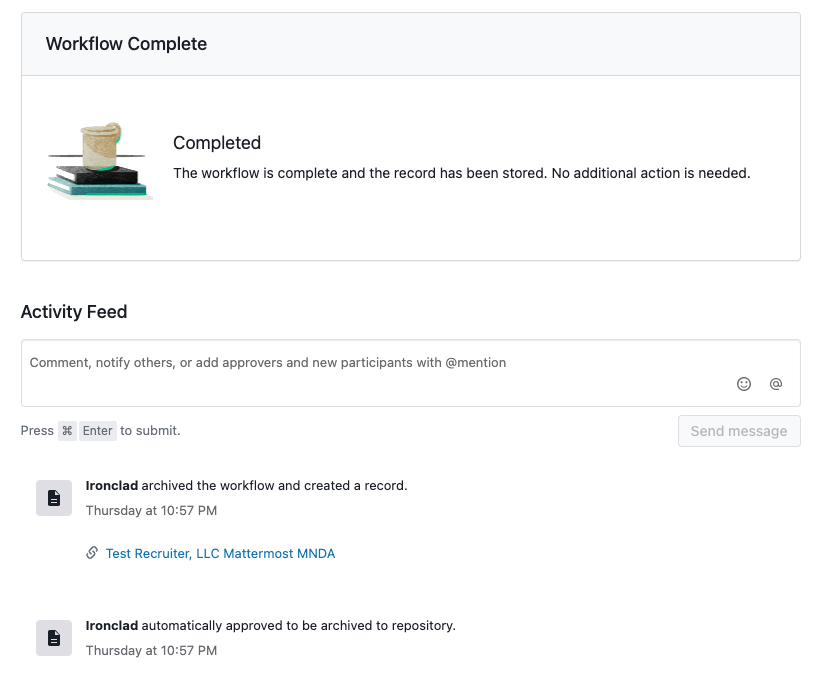 Workflow Complete
Completed
The workflow is complete and the record has been stored. No additional action is needed.
Activity Feed
Comment, notify others, or add approvers and new participants with @mention
Press ⌘ Enter to submit.
Send message
Ironclad archived the workflow and created a record.
Thursday at 10:57 PM
Test Recruiter, LLC Mattermost MNDA
Ironclad automatically approved to be archived to repository.
Thursday at 10:57 PM